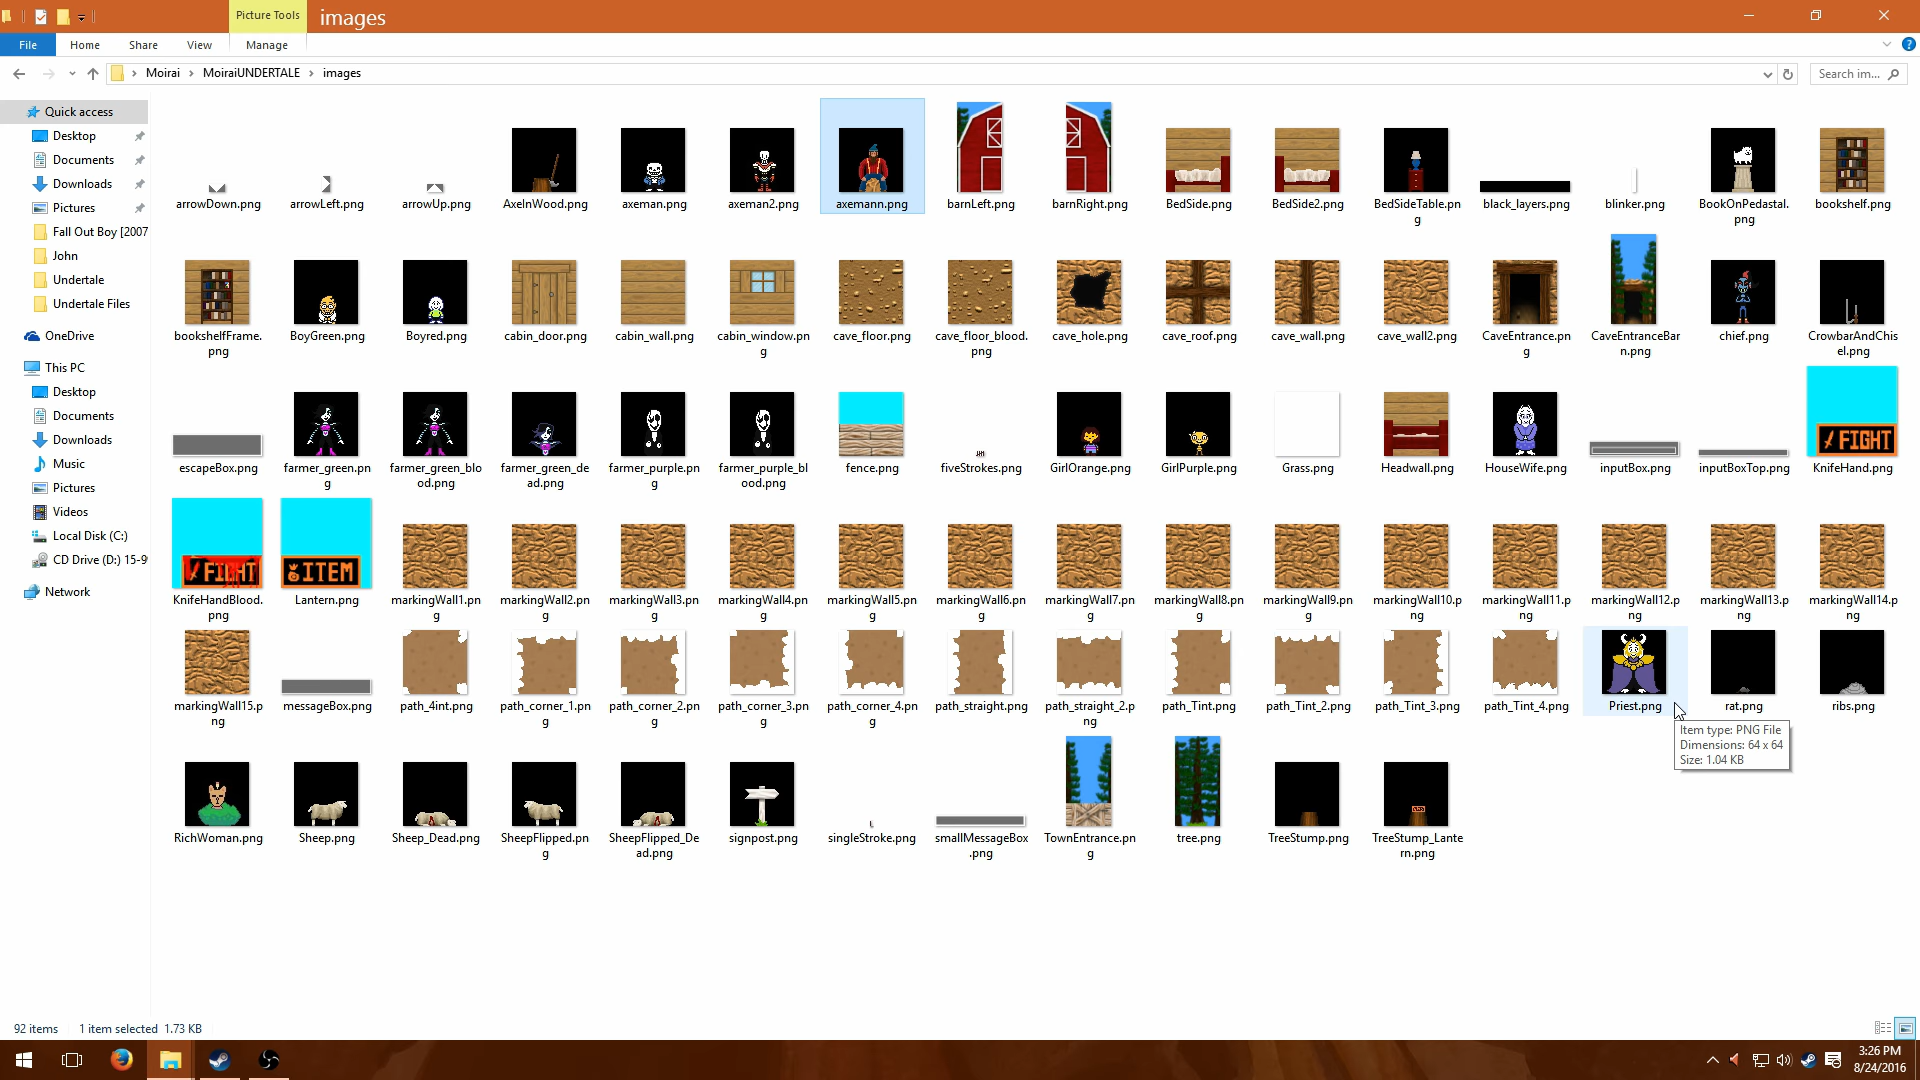 Picture Tools
images
File
Home
Share
View
Manage
Moirai
MoiraiUNDERTALE
images
Search im...
Quick access
Desktop
Documents
Downloads
Pictures
Fall Out Boy [2007
John
Undertale
Undertale Files
OneDrive
This PC
Desktop
Documents
Downloads
Music
Pictures
Videos
Local Disk (C:)
CD Drive (D:) 15-9
Network
arrowDown.png
arrowLeft.png
arrowUp.png
AxeInWood.png
axeman.png
axeman2.png
axemann.png
barnLeft.png
barnRight.png
BedSide.png
BedSide2.png
BedSideTable.pn
g
black_layers.png
blinker.png
BookOnPedastal.
png
bookshelf.png
bookshelfFrame.
png
BoyGreen.png
Boyred.png
cabin_door.png
cabin_wall.png
cabin_window.pn
g
cave_floor.png
cave_floor_blood.
png
cave_hole.png
cave_roof.png
cave_wall.png
cave_wall2.png
CaveEntrance.pn
g
CaveEntranceBar
n.png
chief.png
CrowbarAndChis
el.png
escapeBox.png
farmer_green.pn
g
farmer_green_blo
od.png
farmer_green_de
ad.png
farmer_purple.pn
g
farmer_purple_bl
ood.png
fence.png
fiveStrokes.png
GirlOrange.png
GirlPurple.png
Grass.png
Headwall.png
HouseWife.png
inputBox.png
inputBoxTop.png
FIGHT
KnifeHand.png
FIGHT
KnifeHandBlood.
png
ITEM
Lantern.png
markingWall1.pn
g
markingWall2.pn
g
markingWall3.pn
g
markingWall4.pn
g
markingWall5.pn
g
markingWall6.pn
g
markingWall7.pn
g
markingWall8.pn
g
markingWall9.pn
g
markingWall10.p
ng
markingWall11.p
ng
markingWall12.p
ng
markingWall13.p
ng
markingWall14.p
ng
markingWall15.p
ng
messageBox.png
path_4int.png
path_corner_1.pn
g
path_corner_2.pn
g
path_corner_3.pn
g
path_corner_4.pn
g
path_straight.png
path_straight_2.p
ng
path_Tint.png
path_Tint_2.png
path_Tint_3.png
path_Tint_4.png
Priest.png
rat.png
ribs.png
Item type: PNG File
Dimensions: 64 x 64
Size: 1.04 KB
RichWoman.png
Sheep.png
Sheep_Dead.png
SheepFlipped.pn
g
SheepFlipped_De
ad.png
signpost.png
singleStroke.png
smallMessageBox
.png
TownEntrance.pn
g
tree.png
TreeStump.png
TreeStump_Lante
rn.png
92 items
1 item selected 1.73 KB
3:26 PM
8/24/2016